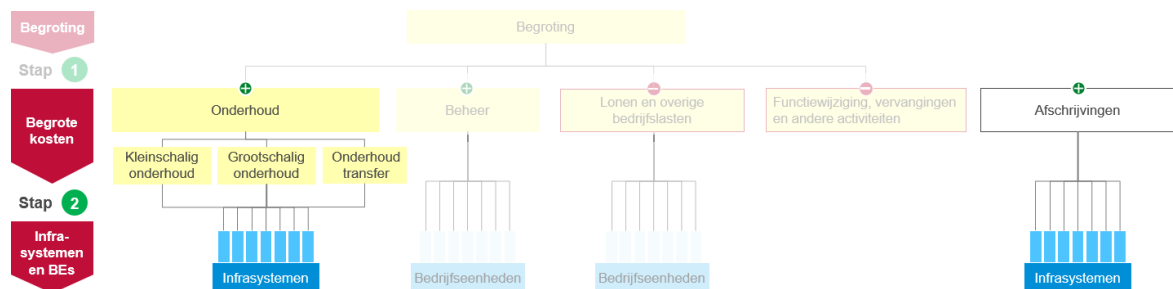 Begroting
Begroting
Stap 1
Begrote
kosten
Onderhoud
Beheer
Lonen en overige
bedrijfslasten
Functiewijziging, vervangingen
en andere activiteiten
Afschrijvingen
Kleinschalig
onderhoud
Grootschalig
onderhoud
Onderhoud
transfer
Stap 2
Infra-
systemen
en BEs
Infrasystemen
Bedrijfseenheden
Bedrijfseenheden
Infrasystemen